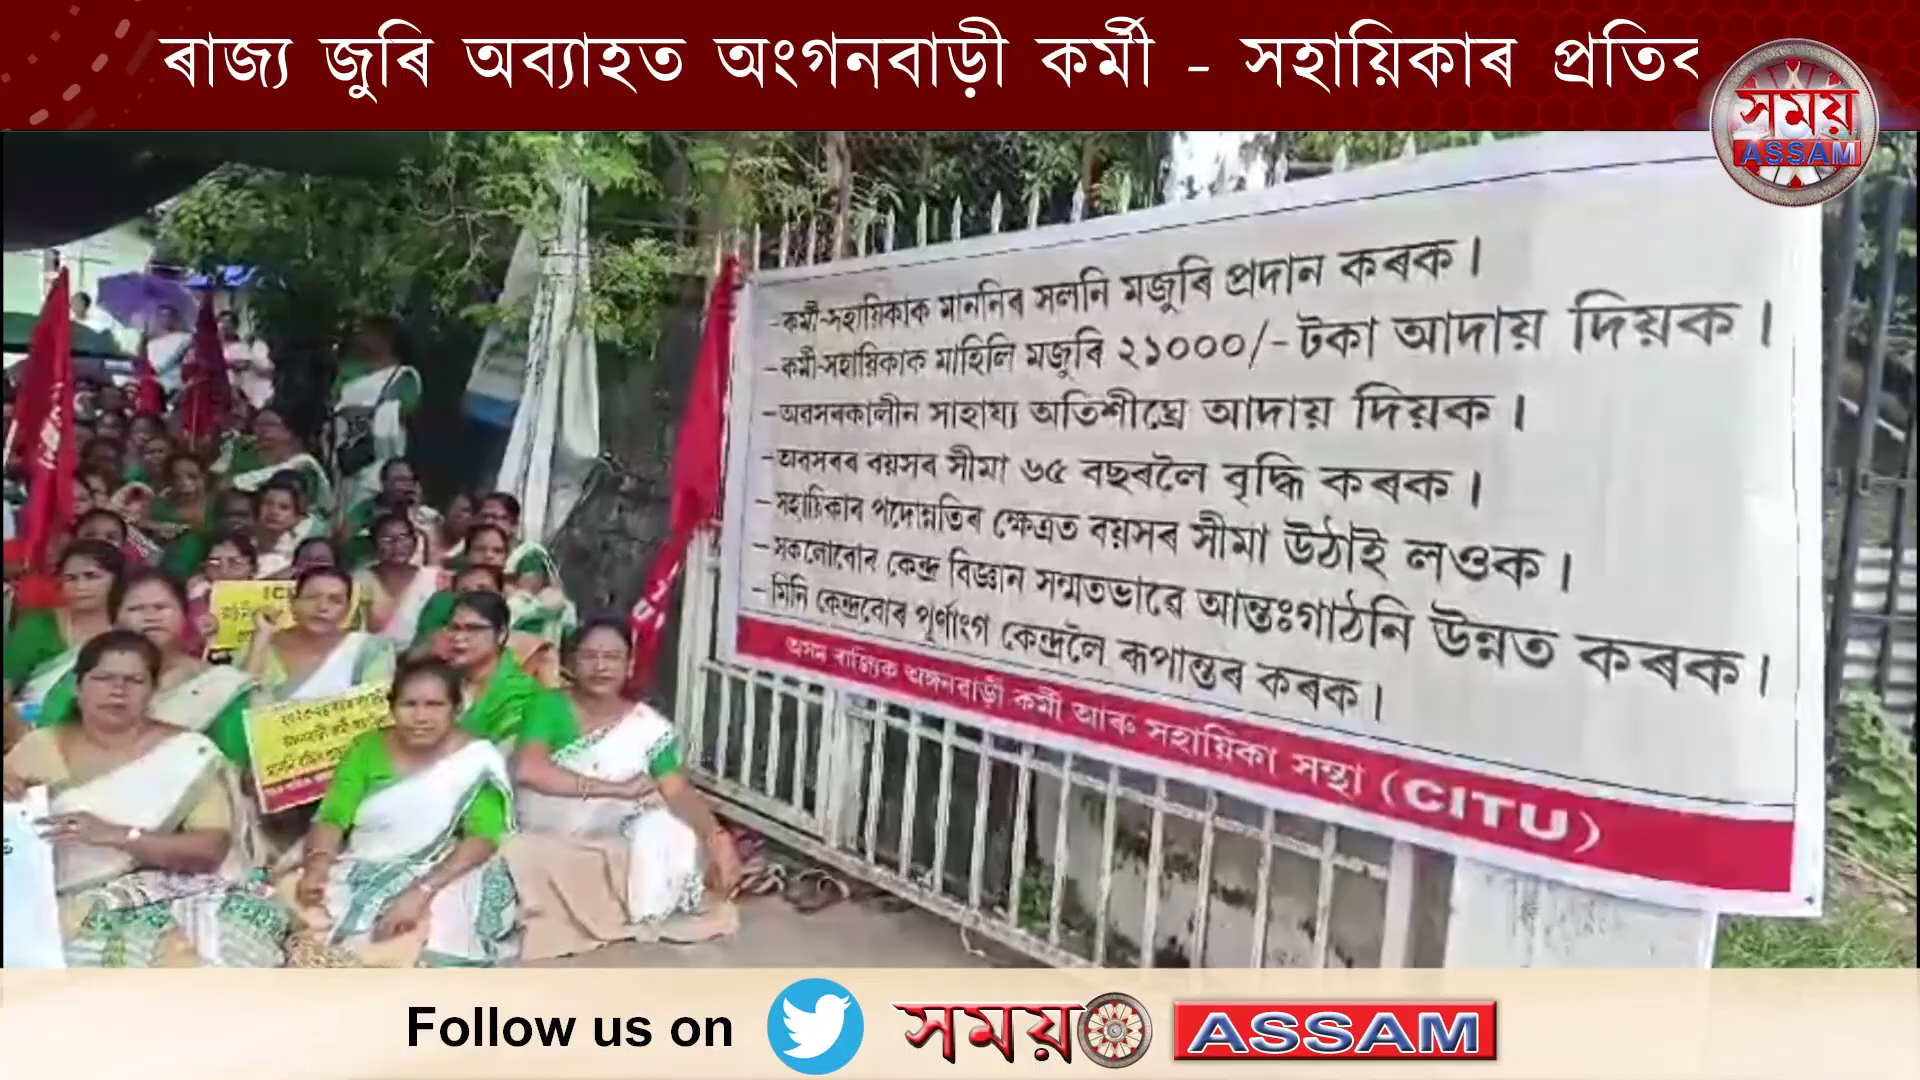 ৰাজ্য জুৰি অব্যাহত অংগনবাড়ী কৰ্মী - সহায়িকাৰ
সময়
ASSAM
-কৰ্মী-সহায়িকাক মাননিৰ সলনি মজুৰি প্ৰদান কৰক।
-কৰ্মী-সহায়িকাক মাহিলি মজুৰি ২১০০০/- টকা আদায় দিয়ক।
-অৱসৰকালীন সাহায্য অতিশীঘ্ৰে আদায় দিয়ক।
-অৱসৰৰ বয়সৰ সীমা ৬৫ বছৰলৈ বৃদ্ধি কৰক।
-সহায়িকাৰ পদোন্নতিৰ ক্ষেত্ৰত বয়সৰ সীমা উঠাই লওক।
-সকলোবোৰ কেন্দ্ৰ বিজ্ঞান সন্মতভাৱে আন্তঃগাঠনি উন্নত কৰক।
-মিনি কেন্দ্ৰবোৰ পূৰ্ণাংগ কেন্দ্ৰলৈ ৰূপান্তৰ কৰক।
অসম ৰাজ্যিক অঙ্গনবাড়ী কৰ্মী আৰু সহায়িকা সন্থা (CITU)
Follow us on
সময়
ASSAM